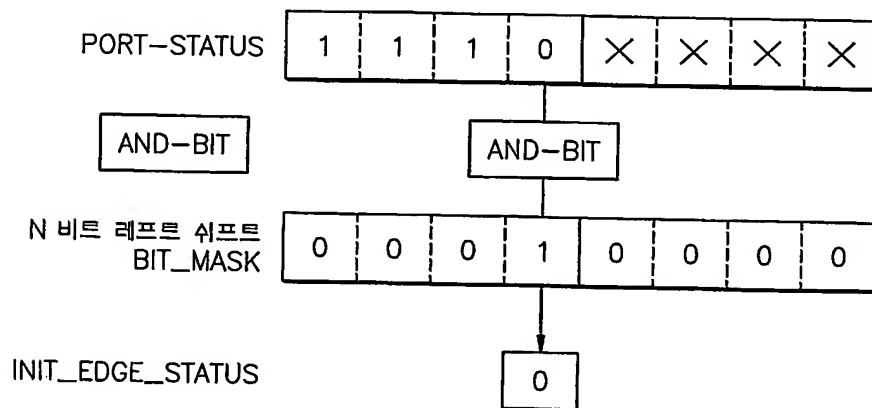 PORT-STATUS 1 1 1 0 X X X X
AND-BIT AND-BIT
N 비트 레프트 쉬프트
BIT_MASK 0 0 0 1 0 0 0 0
INIT_EDGE_STATUS 0